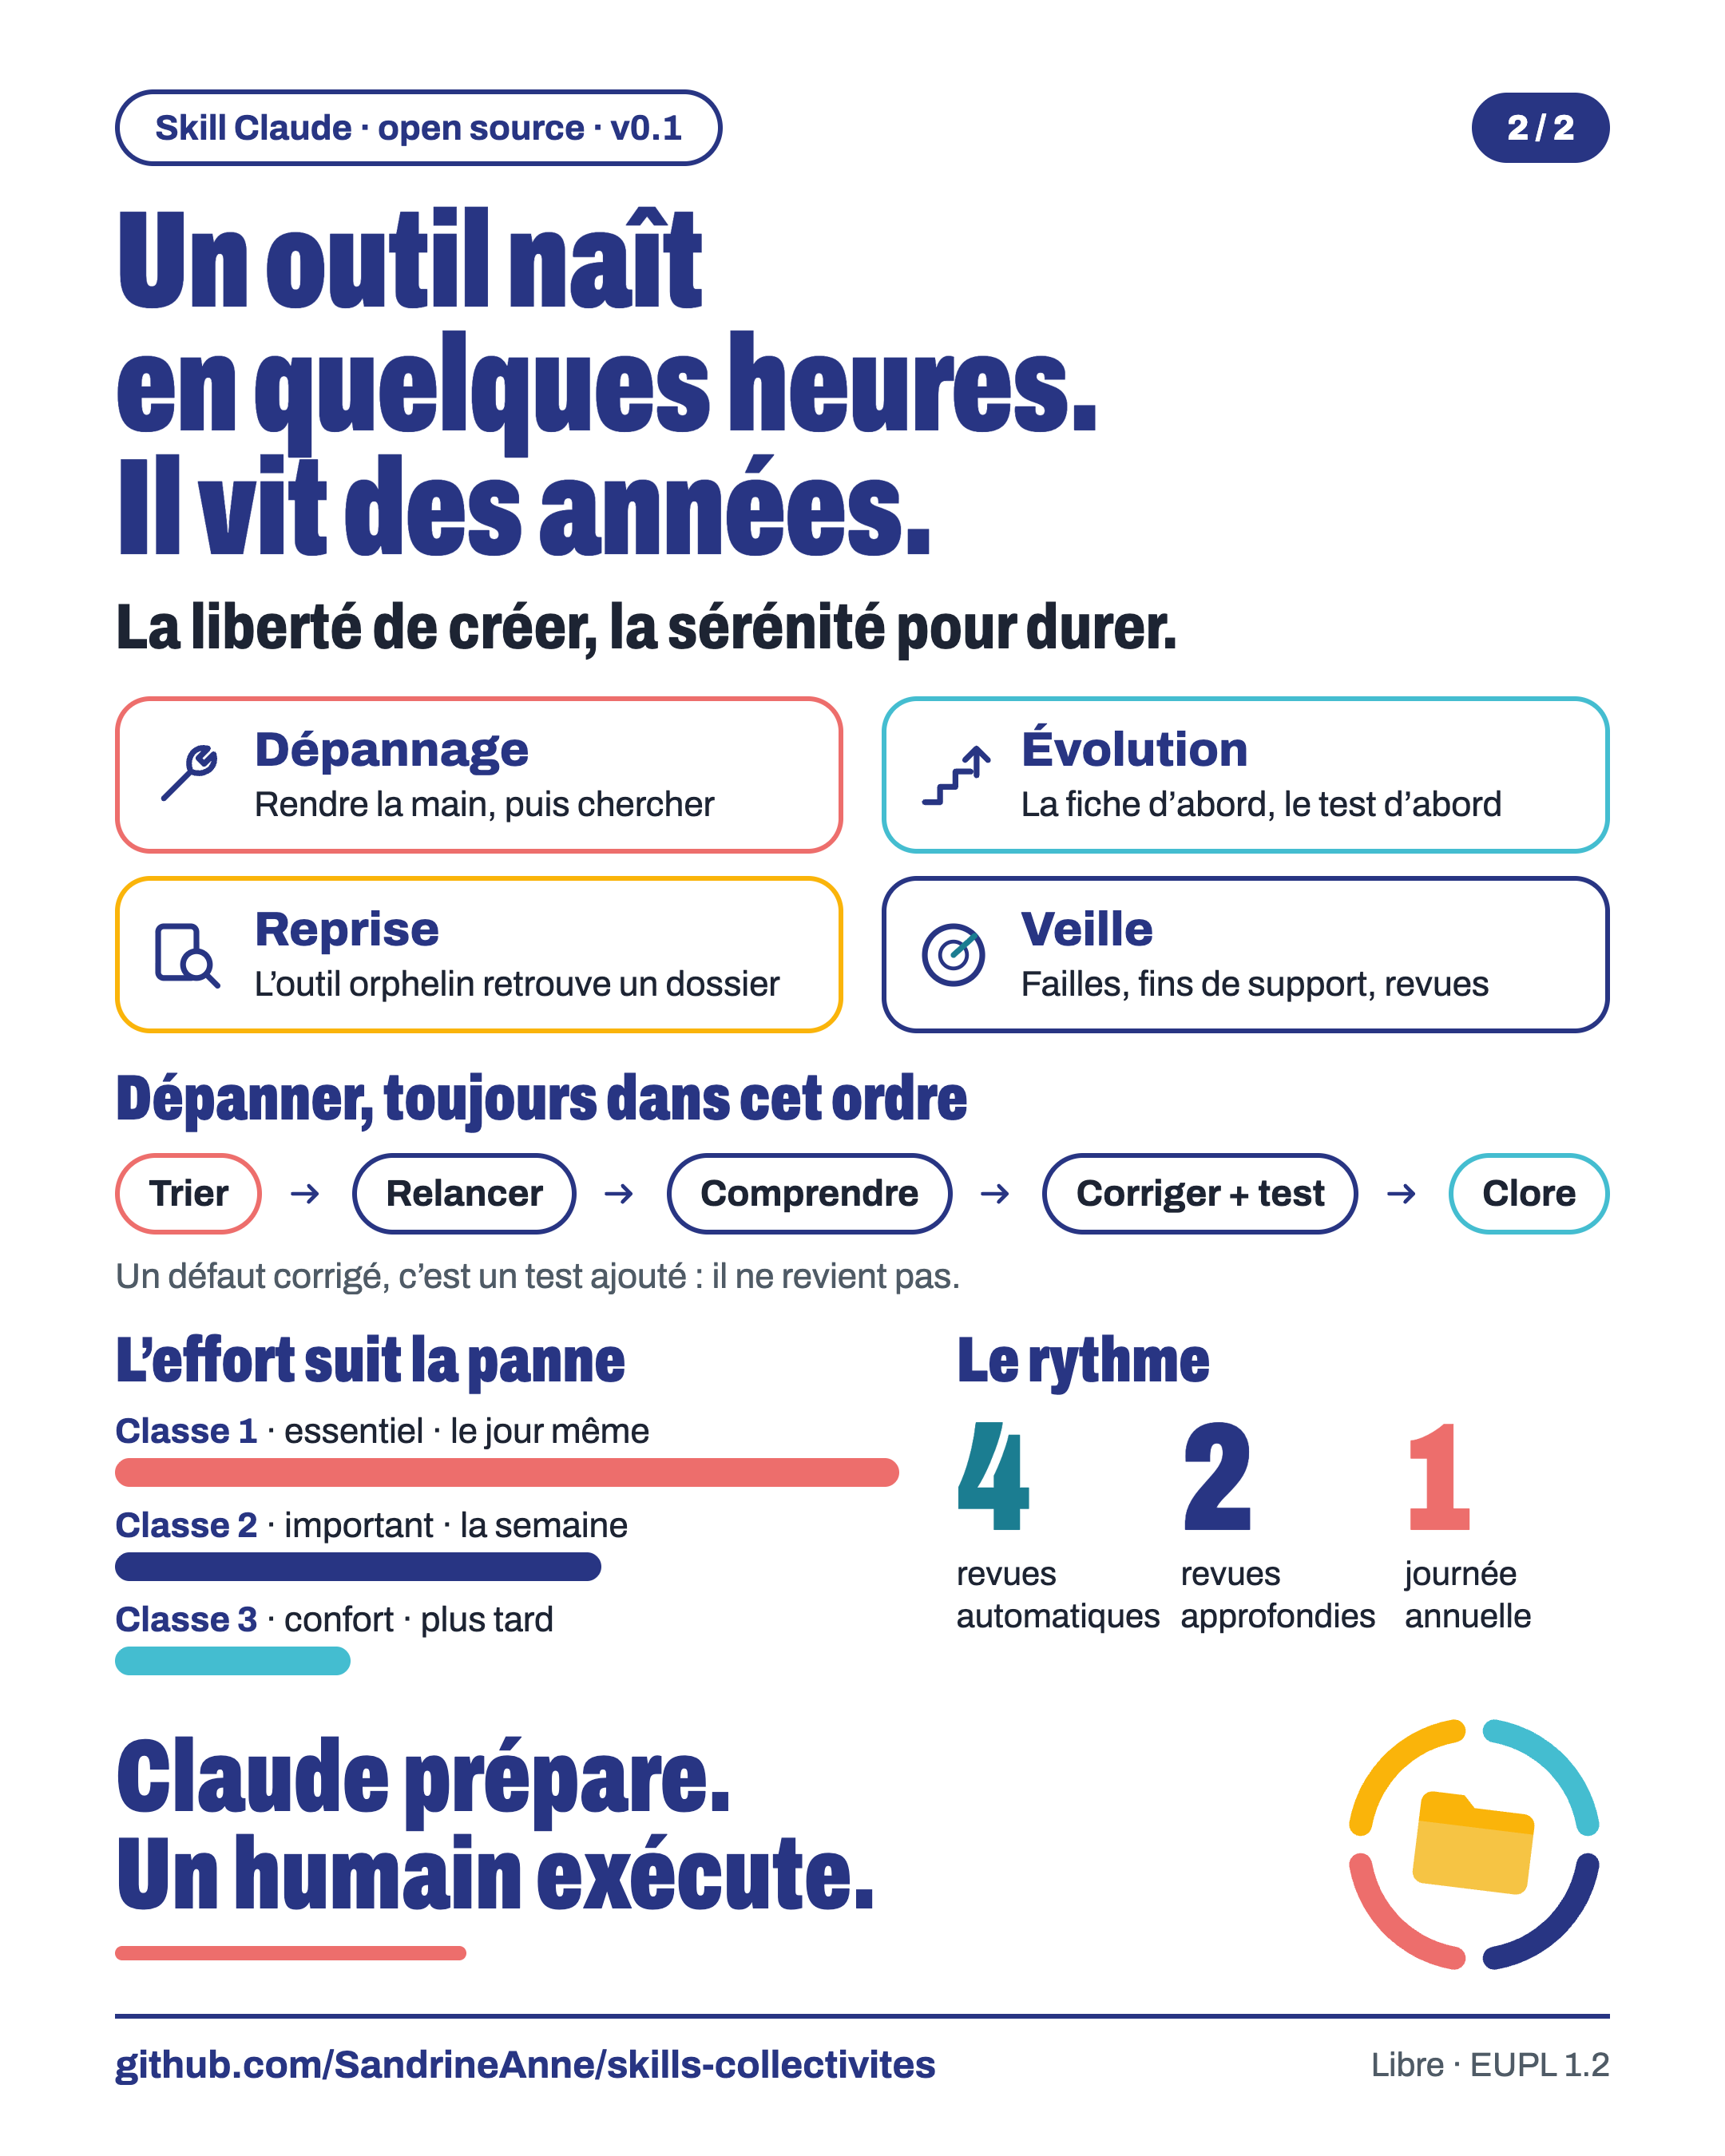 Skill Claude · open source · v0.1
2 / 2
Un outil naît
en quelques heures.
Il vit des années.
La liberté de créer, la sérénité pour durer.
Dépannage
Rendre la main, puis chercher
Évolution
La fiche d’abord, le test d’abord
Reprise
L’outil orphelin retrouve un dossier
Veille
Failles, fins de support, revues
Dépanner, toujours dans cet ordre
Trier → Relancer → Comprendre → Corriger + test → Clore
Un défaut corrigé, c’est un test ajouté : il ne revient pas.
L’effort suit la panne
Classe 1 · essentiel · le jour même
Classe 2 · important · la semaine
Classe 3 · confort · plus tard
Le rythme
4
revues
automatiques
2
revues
approfondies
1
journée
annuelle
Claude prépare.
Un humain exécute.
github.com/SandrineAnne/skills-collectivites
Libre · EUPL 1.2